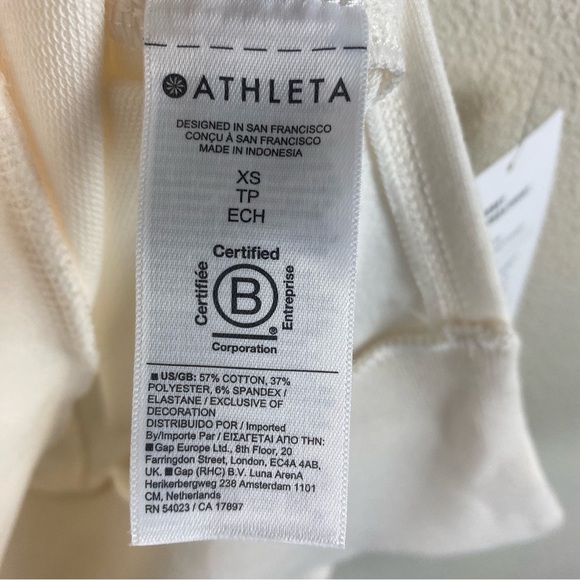 ATHLETA
DESIGNED IN SAN FRANCISCO
CONÇU À SAN FRANCISCO
MADE IN INDONESIA
XS
TP
ECH
Certified
Certifiée
B
Entreprise
®
Corporation
■ US/GB: 57% COTTON, 37%
POLYESTER, 6% SPANDEX /
ELASTANE / EXCLUSIVE OF
DECORATION
DISTRIBUIDO POR / Imported
By/Importe Par / ΕΙΣΑΓΕΤΑΙ ΑΠΟ ΤΗΝ:
■ Gap Europe Ltd., 8th Floor, 20
Farringdon Street, London, EC4A 4AB,
UK. ■ Gap (RHC) B.V. Luna ArenA
Herikerbergweg 238 Amsterdam 1101
CM, Netherlands
RN 54023 / CA 17897